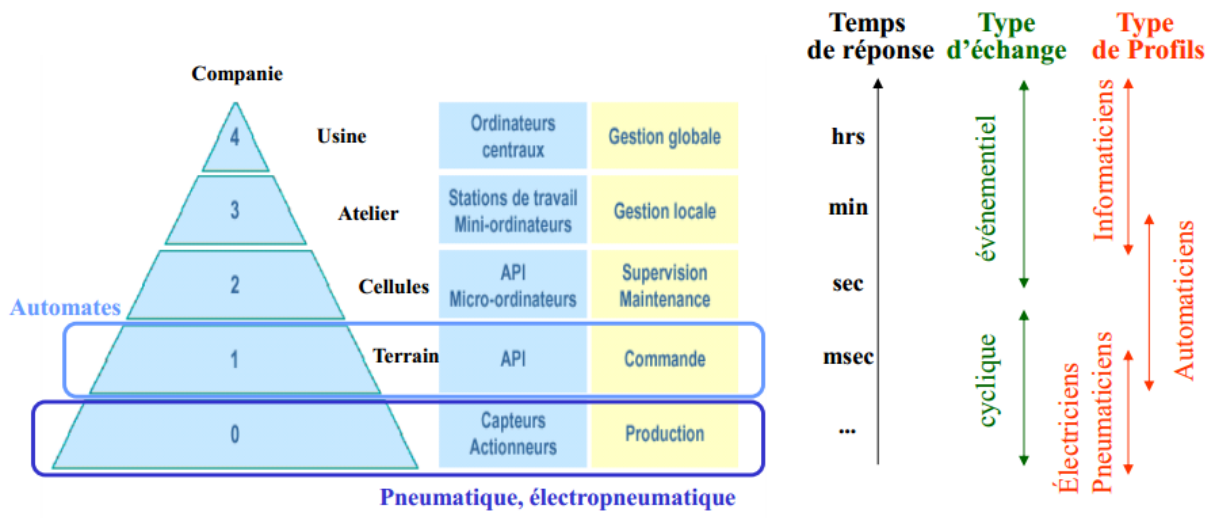 Temps
de réponse
Type
d’échange
Type
de Profils
Companie
4
Usine
Ordinateurs
centraux
Gestion globale
hrs
3
Atelier
Stations de travail
Mini-ordinateurs
Gestion locale
min
2
Cellules
API
Micro-ordinateurs
Supervision
Maintenance
sec
Automates
1
Terrain
API
Commande
msec
0
Capteurs
Actionneurs
Production
...
Pneumatique, électropneumatique
événementiel
cyclique
Informaticiens
Automaticiens
Électriciens
Pneumaticiens